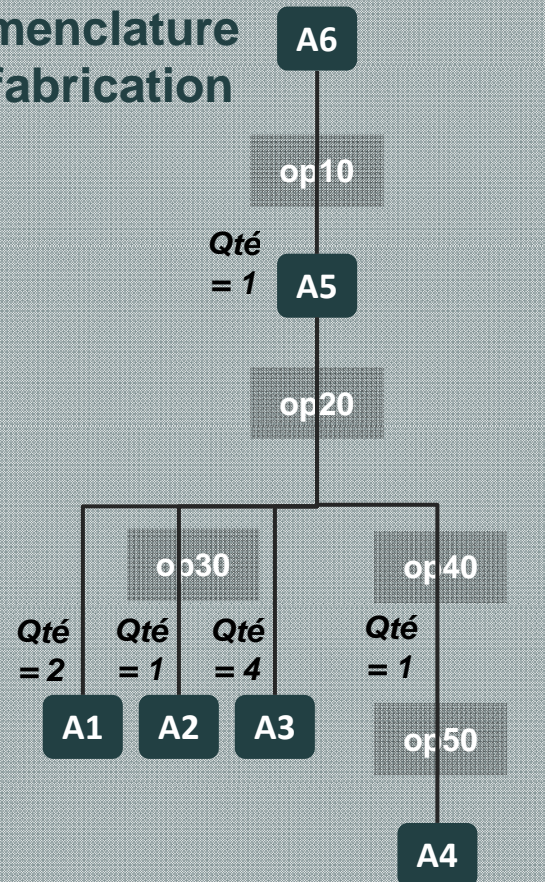 menclature
fabrication
A6
op10
Qté
= 1
A5
op20
op30
op40
Qté
= 2
Qté
= 1
Qté
= 4
Qté
= 1
A1
A2
A3
op50
A4